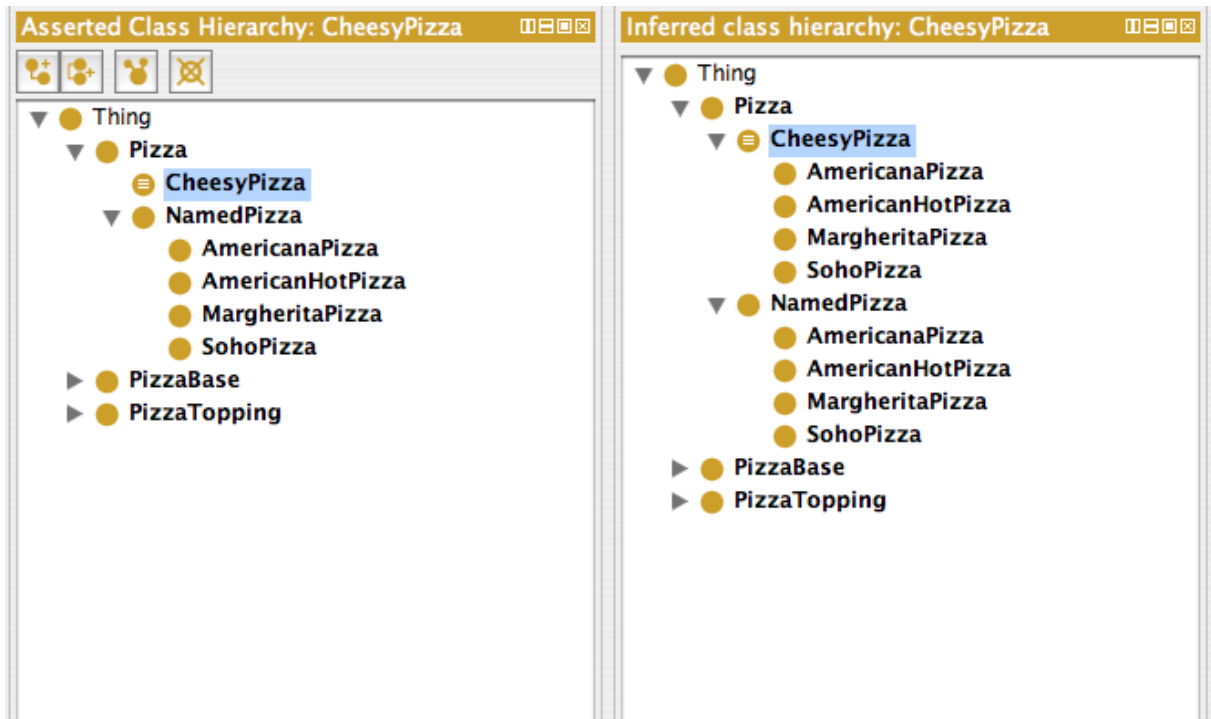 Asserted Class Hierarchy: CheesyPizza
Thing
Pizza
CheesyPizza
NamedPizza
AmericanaPizza
AmericanHotPizza
MargheritaPizza
SohoPizza
PizzaBase
PizzaTopping
Inferred class hierarchy: CheesyPizza
Thing
Pizza
CheesyPizza
AmericanaPizza
AmericanHotPizza
MargheritaPizza
SohoPizza
NamedPizza
AmericanaPizza
AmericanHotPizza
MargheritaPizza
SohoPizza
PizzaBase
PizzaTopping